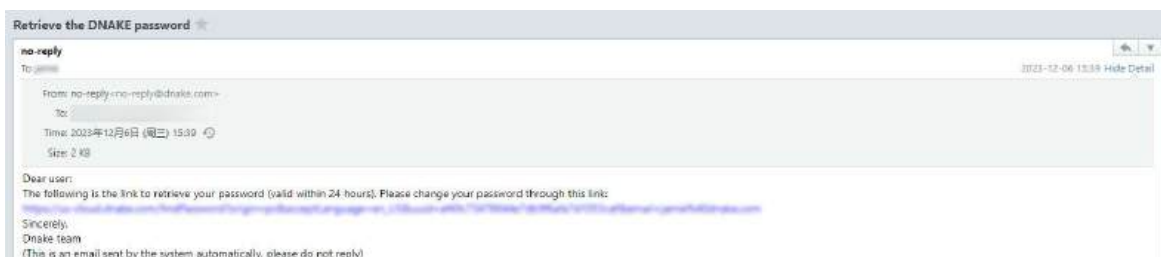 Retrieve the DNAKE password
no-reply
To:
2023-12-06 15:39 Hide Detail
From: no-reply<no-reply@dnake.com>
To:
Time: 2023年12月6日 (周三) 15:39
Size: 2 KB
Dear user:
The following is the link to retrieve your password (valid within 24 hours). Please change your password through this link:
Sincerely,
Dnake team
(This is an email sent by the system automatically, please do not reply)